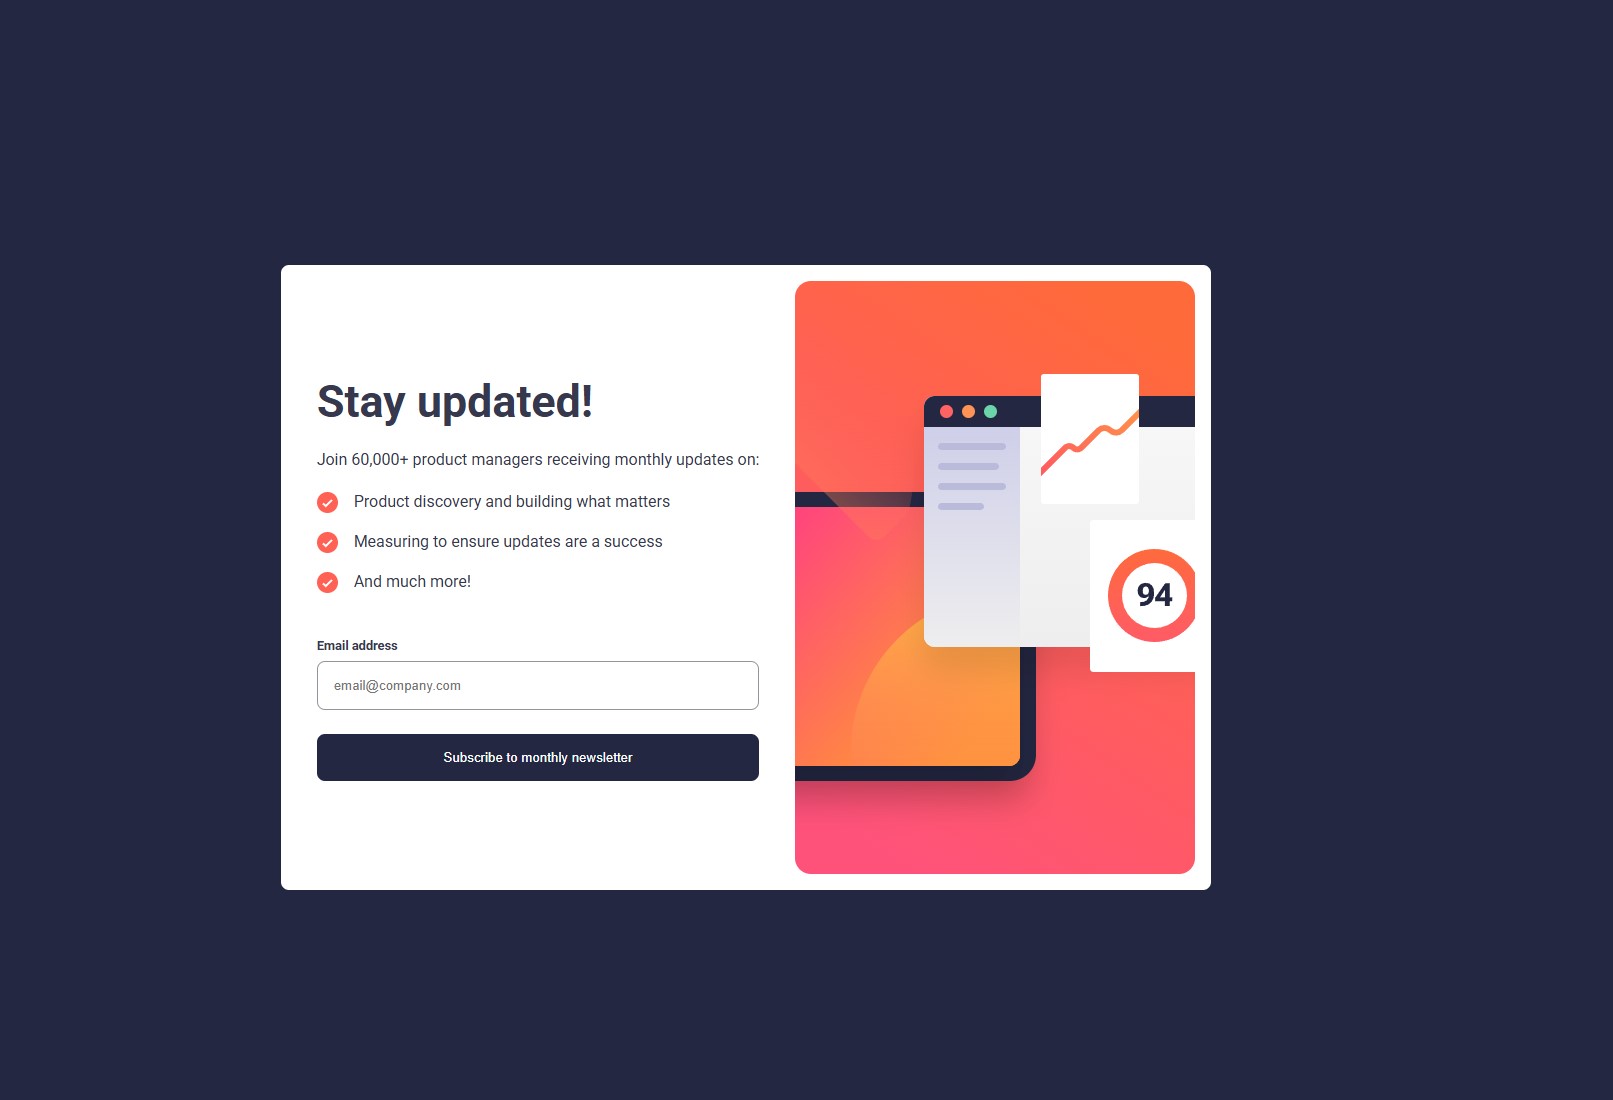 Stay updated!
Join 60,000+ product managers receiving monthly updates on:
Product discovery and building what matters
Measuring to ensure updates are a success
And much more!
Email address
email@company.com
Subscribe to monthly newsletter
94